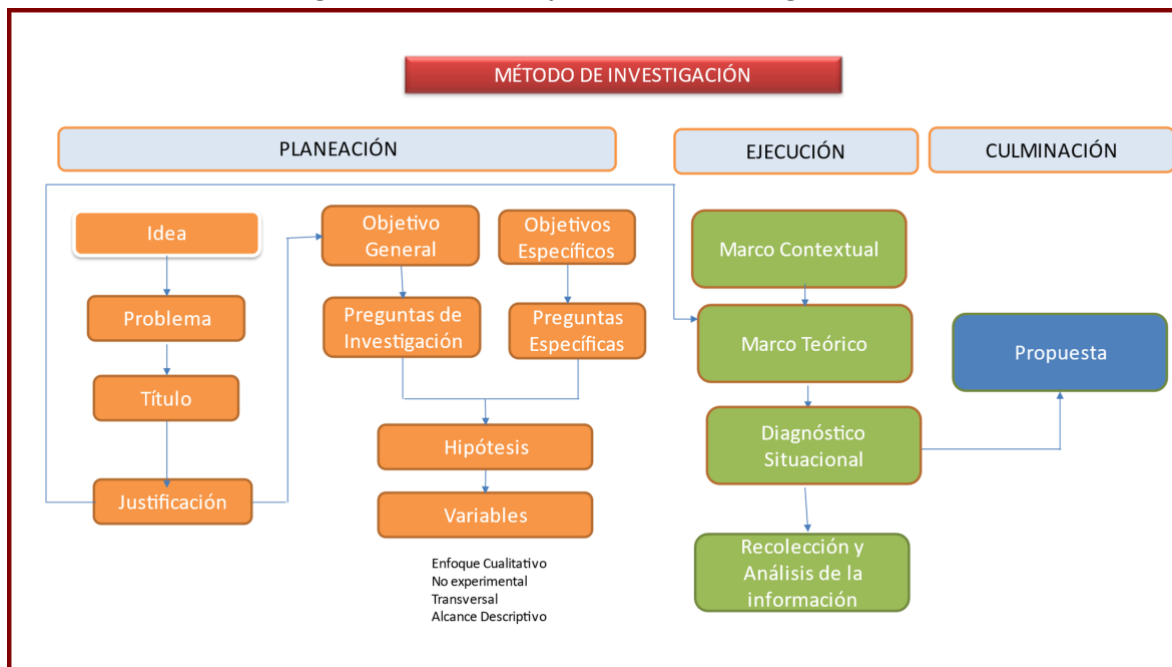 MÉTODO DE INVESTIGACIÓN
PLANEACIÓN
EJECUCIÓN
CULMINACIÓN
Idea
Problema
Título
Justificación
Objetivo
General
Preguntas de
Investigación
Objetivos
Específicos
Preguntas
Específicas
Hipótesis
Variables
Enfoque Cualitativo
No experimental
Transversal
Alcance Descriptivo
Marco Contextual
Marco Teórico
Diagnóstico
Situacional
Recolección y
Análisis de la
información
Propuesta